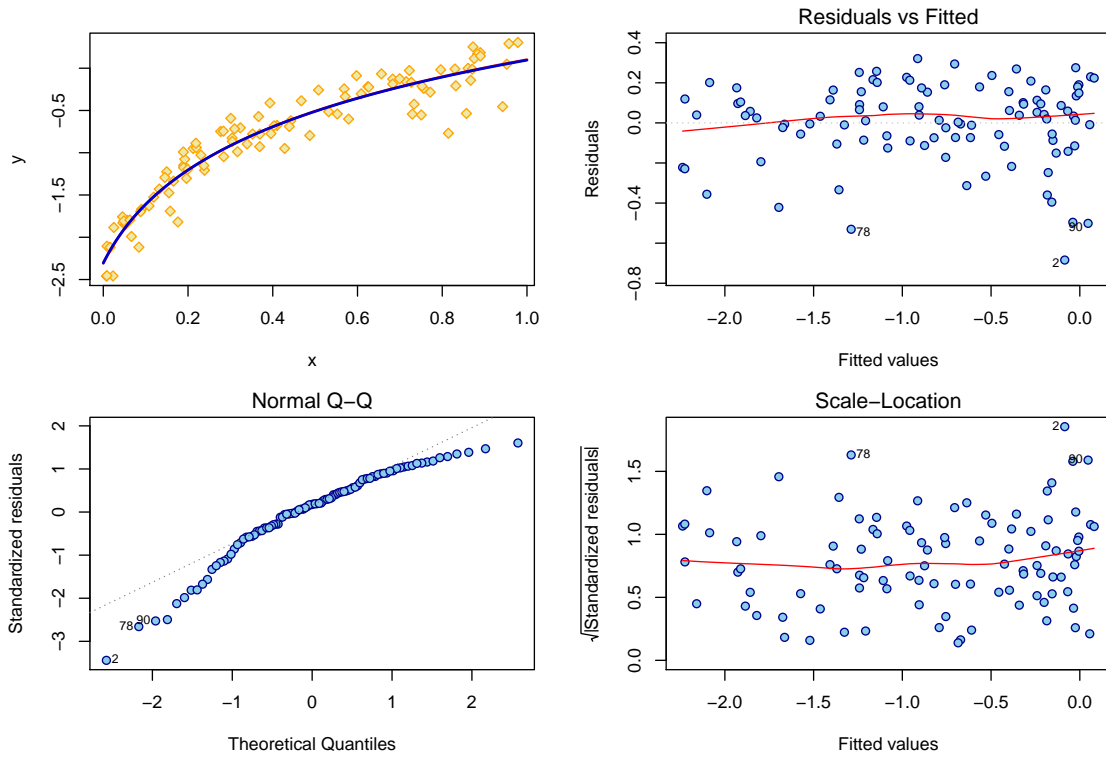 y
−2.5 −1.5 −0.5
0.0 0.2 0.4 0.6 0.8 1.0
x
Residuals vs Fitted
Residuals
−0.8 −0.4 0.0 0.2 0.4
78
90
2
−2.0 −1.5 −1.0 −0.5 0.0
Fitted values
Normal Q−Q
Standardized residuals
−3 −2 −1 0 1 2
78
90
2
−2 −1 0 1 2
Theoretical Quantiles
Scale−Location
√|Standardized residuals|
0.0 0.5 1.0 1.5
2
90
78
−2.0 −1.5 −1.0 −0.5 0.0
Fitted values